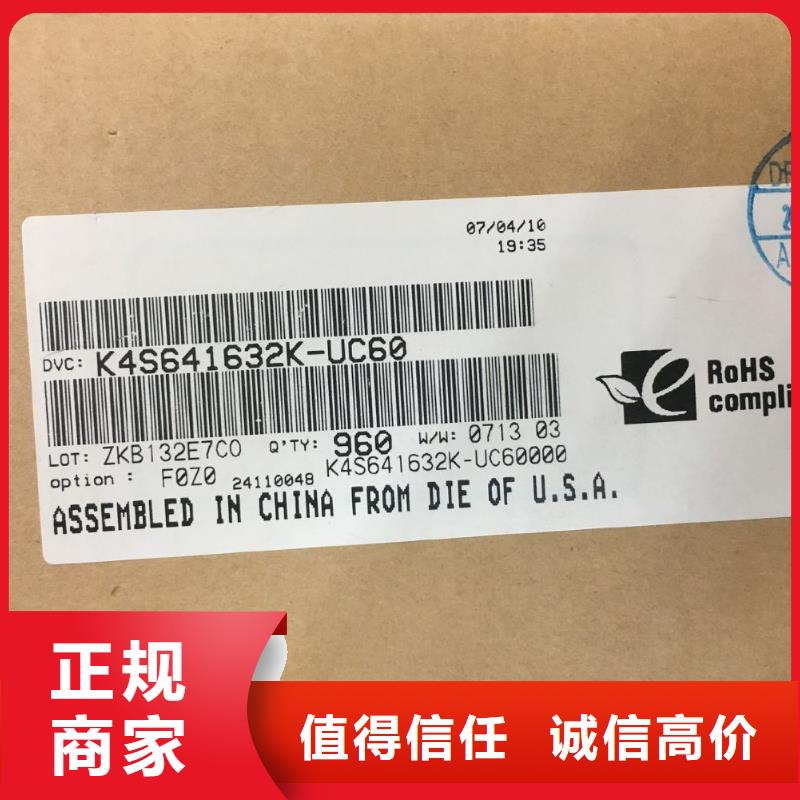 07/04/10
19:35
DVC: K4S641632K-UC60
LOT: ZKB132E7C0 Q'TY: 960 W/W: 0713 03
option : F0Z0 24110048 K4S641632K-UC60000
ASSEMBLED IN CHINA FROM DIE OF U.S.A.
RoHS
正规
商家
值得信任 诚信高价